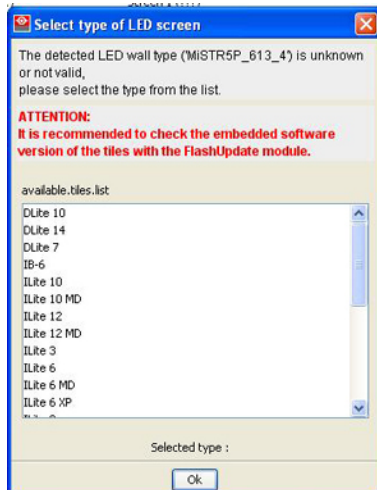 Select type of LED screen
The detected LED wall type ('MiSTR5P_613_4') is unknown
or not valid,
please select the type from the list.
ATTENTION:
It is recommended to check the embedded software
version of the tiles with the FlashUpdate module.
available.tiles.list
DLite 10
DLite 14
DLite 7
IB-6
ILite 10
ILite 10 MD
ILite 12
ILite 12 MD
ILite 3
ILite 6
ILite 6 MD
ILite 6 XP
Selected type :
Ok